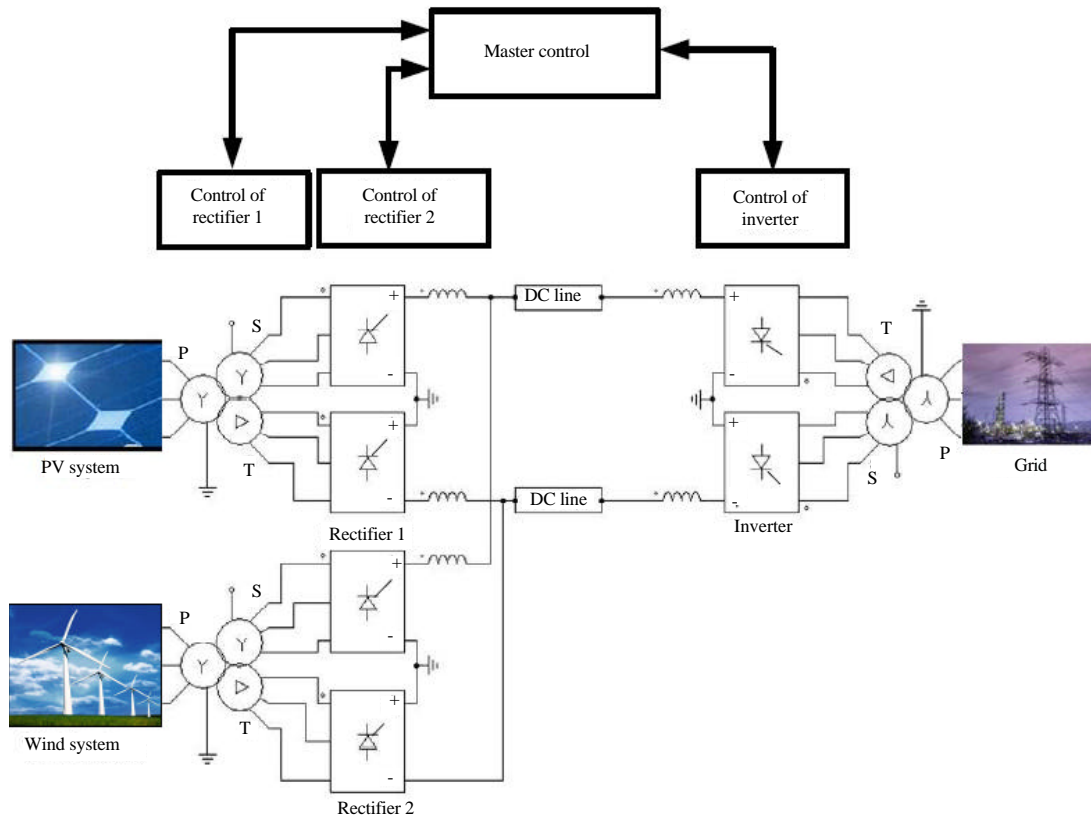 Master control
Control of
rectifier 1
Control of
rectifier 2
Control of
inverter
+
-
+
-
DC line
+
-
+
-
DC line
P
S
T
PV system
Rectifier 1
T
S
P
Inverter
Grid
+
-
+
-
P
S
T
Wind system
Rectifier 2